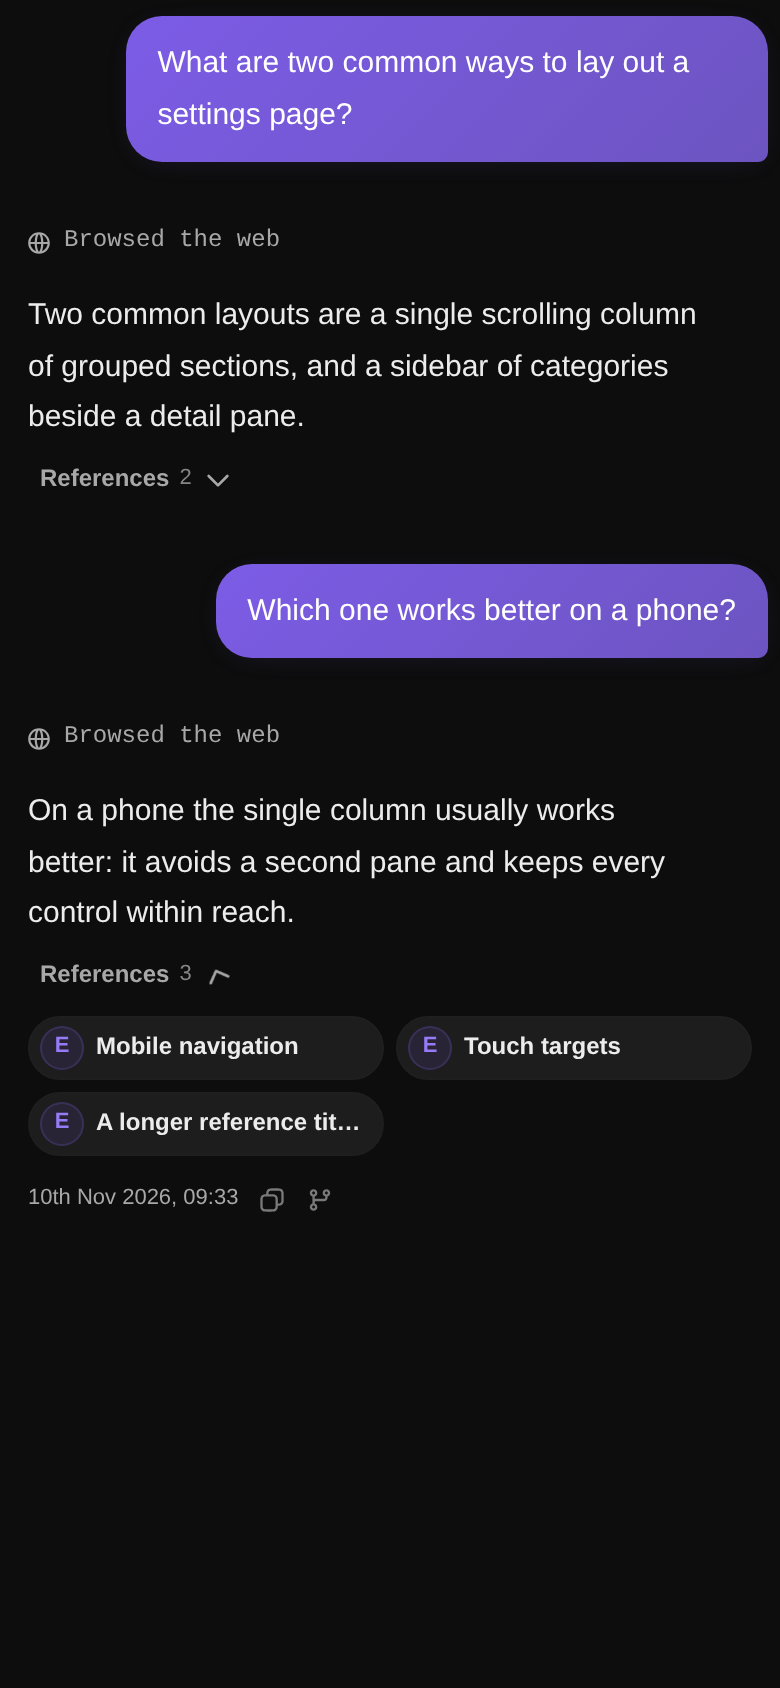 What are two common ways to lay out a
settings page?
Browsed the web
Two common layouts are a single scrolling column
of grouped sections, and a sidebar of categories
beside a detail pane.
References 2
Which one works better on a phone?
Browsed the web
On a phone the single column usually works
better: it avoids a second pane and keeps every
control within reach.
References 3
E Mobile navigation
E Touch targets
E A longer reference tit…
10th Nov 2026, 09:33